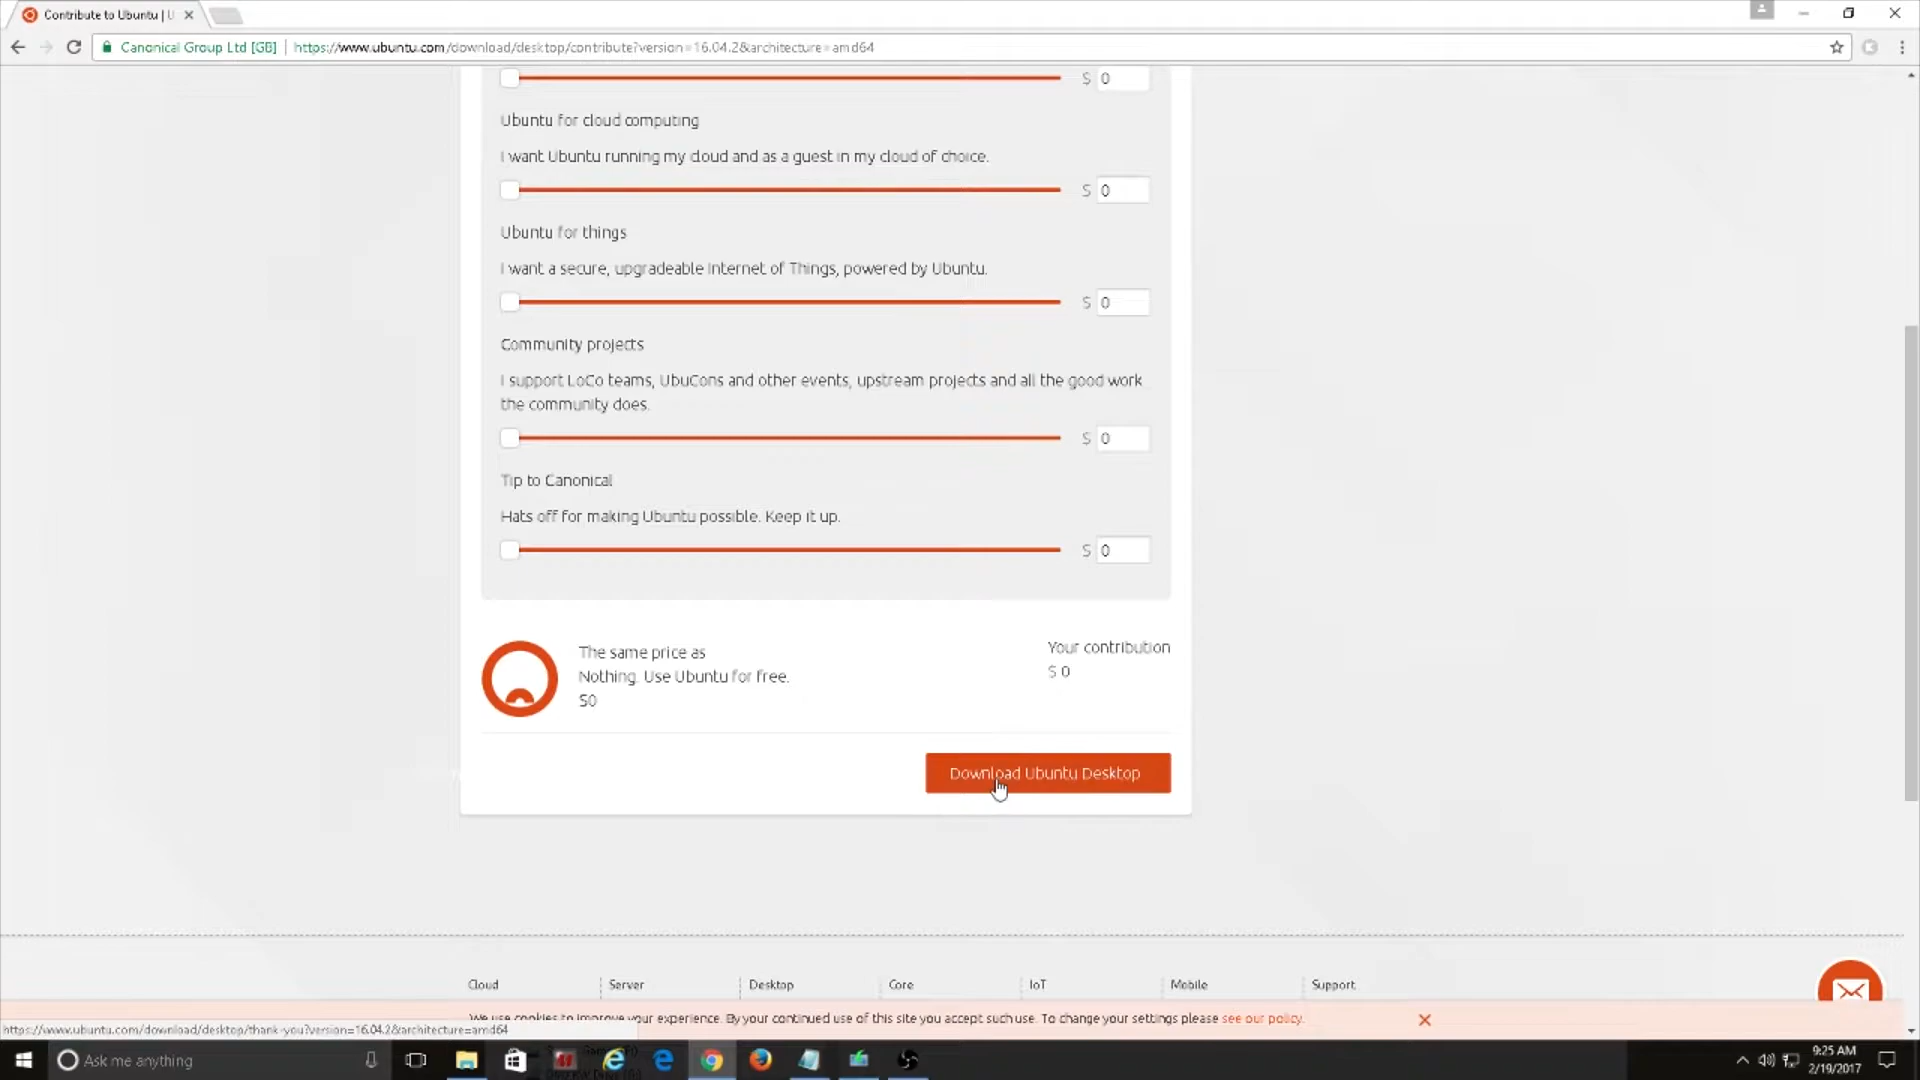 Contribute to Ubuntu | U
Canonical Group Ltd [GB]
https://www.ubuntu.com/download/desktop/contribute?version=16.04.2&architecture=amd64
$ 0
Ubuntu for cloud computing
I want Ubuntu running my cloud and as a guest in my cloud of choice.
$ 0
Ubuntu for things
I want a secure, upgradeable Internet of Things, powered by Ubuntu.
$ 0
Community projects
I support LoCo teams, UbuCons and other events, upstream projects and all the good work
the community does.
$ 0
Tip to Canonical
Hats off for making Ubuntu possible. Keep it up.
$ 0
The same price as
Nothing. Use Ubuntu for free.
$0
Your contribution
$ 0
Download Ubuntu Desktop
Cloud Server Desktop Core IoT Mobile Support
We use cookies to improve your experience. By your continued use of this site you accept such use. To change your settings please see our policy.
https://www.ubuntu.com/download/desktop/thank-you?version=16.04.2&architecture=amd64
Ask me anything
9:25 AM
2/19/2017